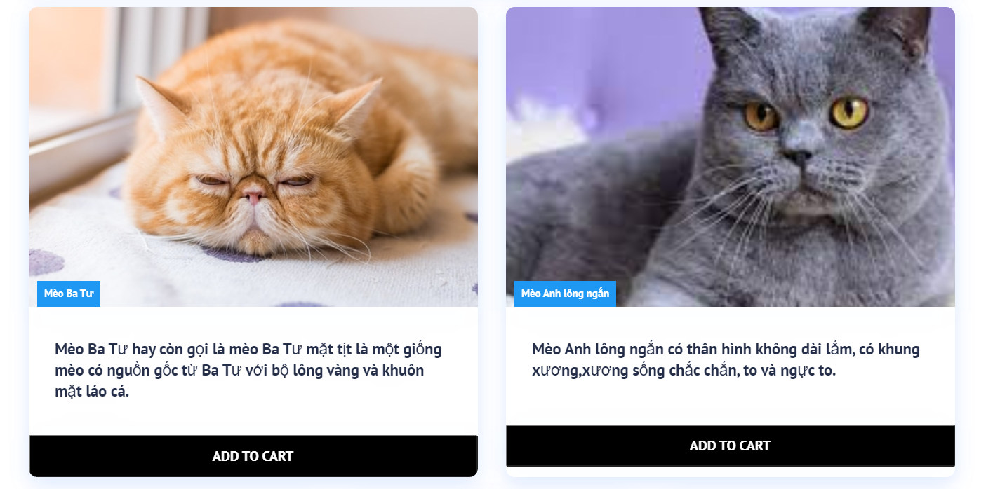 Mèo Ba Tư
Mèo Ba Tư hay còn gọi là mèo Ba Tư mặt tịt là một giống
mèo có nguồn gốc từ Ba Tư với bộ lông vàng và khuôn
mặt láo cá.
ADD TO CART
Mèo Anh lông ngắn
Mèo Anh lông ngắn có thân hình không dài lắm, có khung
xương,xương sống chắc chắn, to và ngực to.
ADD TO CART